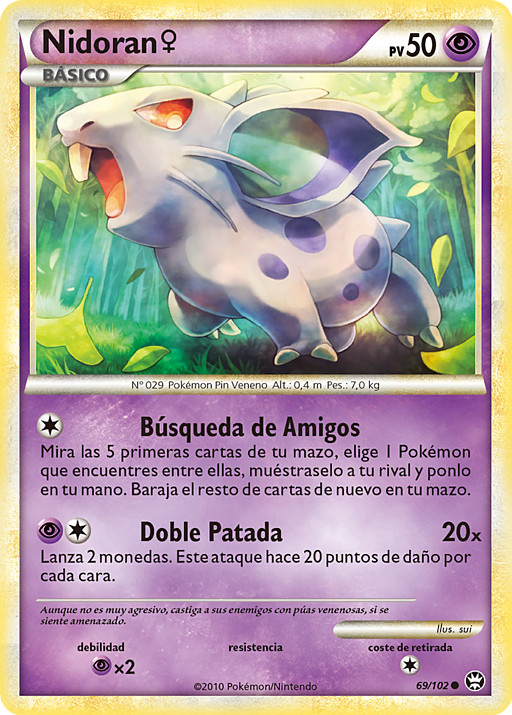 Nidoran♀
PV 50
BÁSICO
Nº 029 Pokémon Pin Veneno Alt.: 0,4 m Pes.: 7,0 kg
Búsqueda de Amigos
Mira las 5 primeras cartas de tu mazo, elige 1 Pokémon
que encuentres entre ellas, muéstraselo a tu rival y ponlo
en tu mano. Baraja el resto de cartas de nuevo en tu mazo.
Doble Patada 20x
Lanza 2 monedas. Este ataque hace 20 puntos de daño por
cada cara.
Aunque no es muy agresivo, castiga a sus enemigos con púas venenosas, si se
siente amenazado.
Ilus. sui
debilidad resistencia coste de retirada
×2
69/102
©2010 Pokémon/Nintendo